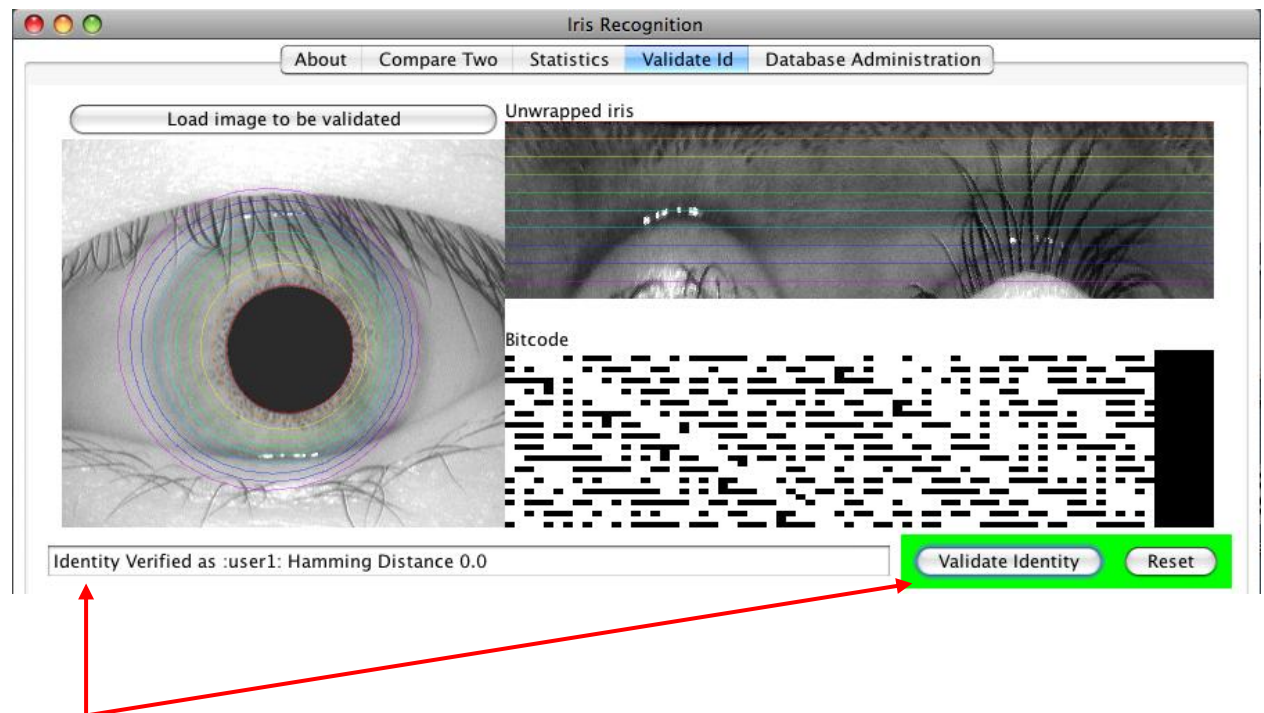 Iris Recognition
About Compare Two Statistics Validate Id Database Administration
Load image to be validated
Unwrapped iris
Bitcode
Identity Verified as :user1: Hamming Distance 0.0
Validate Identity Reset